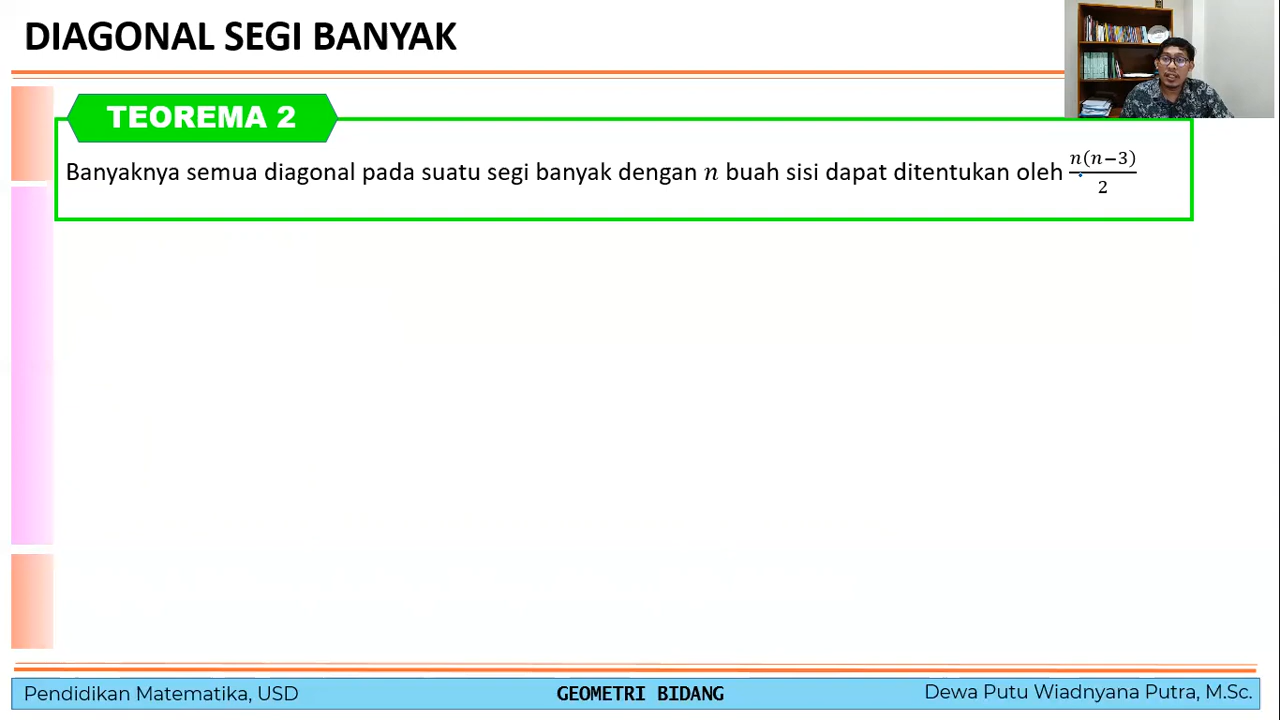 DIAGONAL SEGI BANYAK
TEOREMA 2
Banyaknya semua diagonal pada suatu segi banyak dengan n buah sisi dapat ditentukan oleh n(n−3)/2
Pendidikan Matematika, USD
GEOMETRI BIDANG
Dewa Putu Wiadnyana Putra, M.Sc.